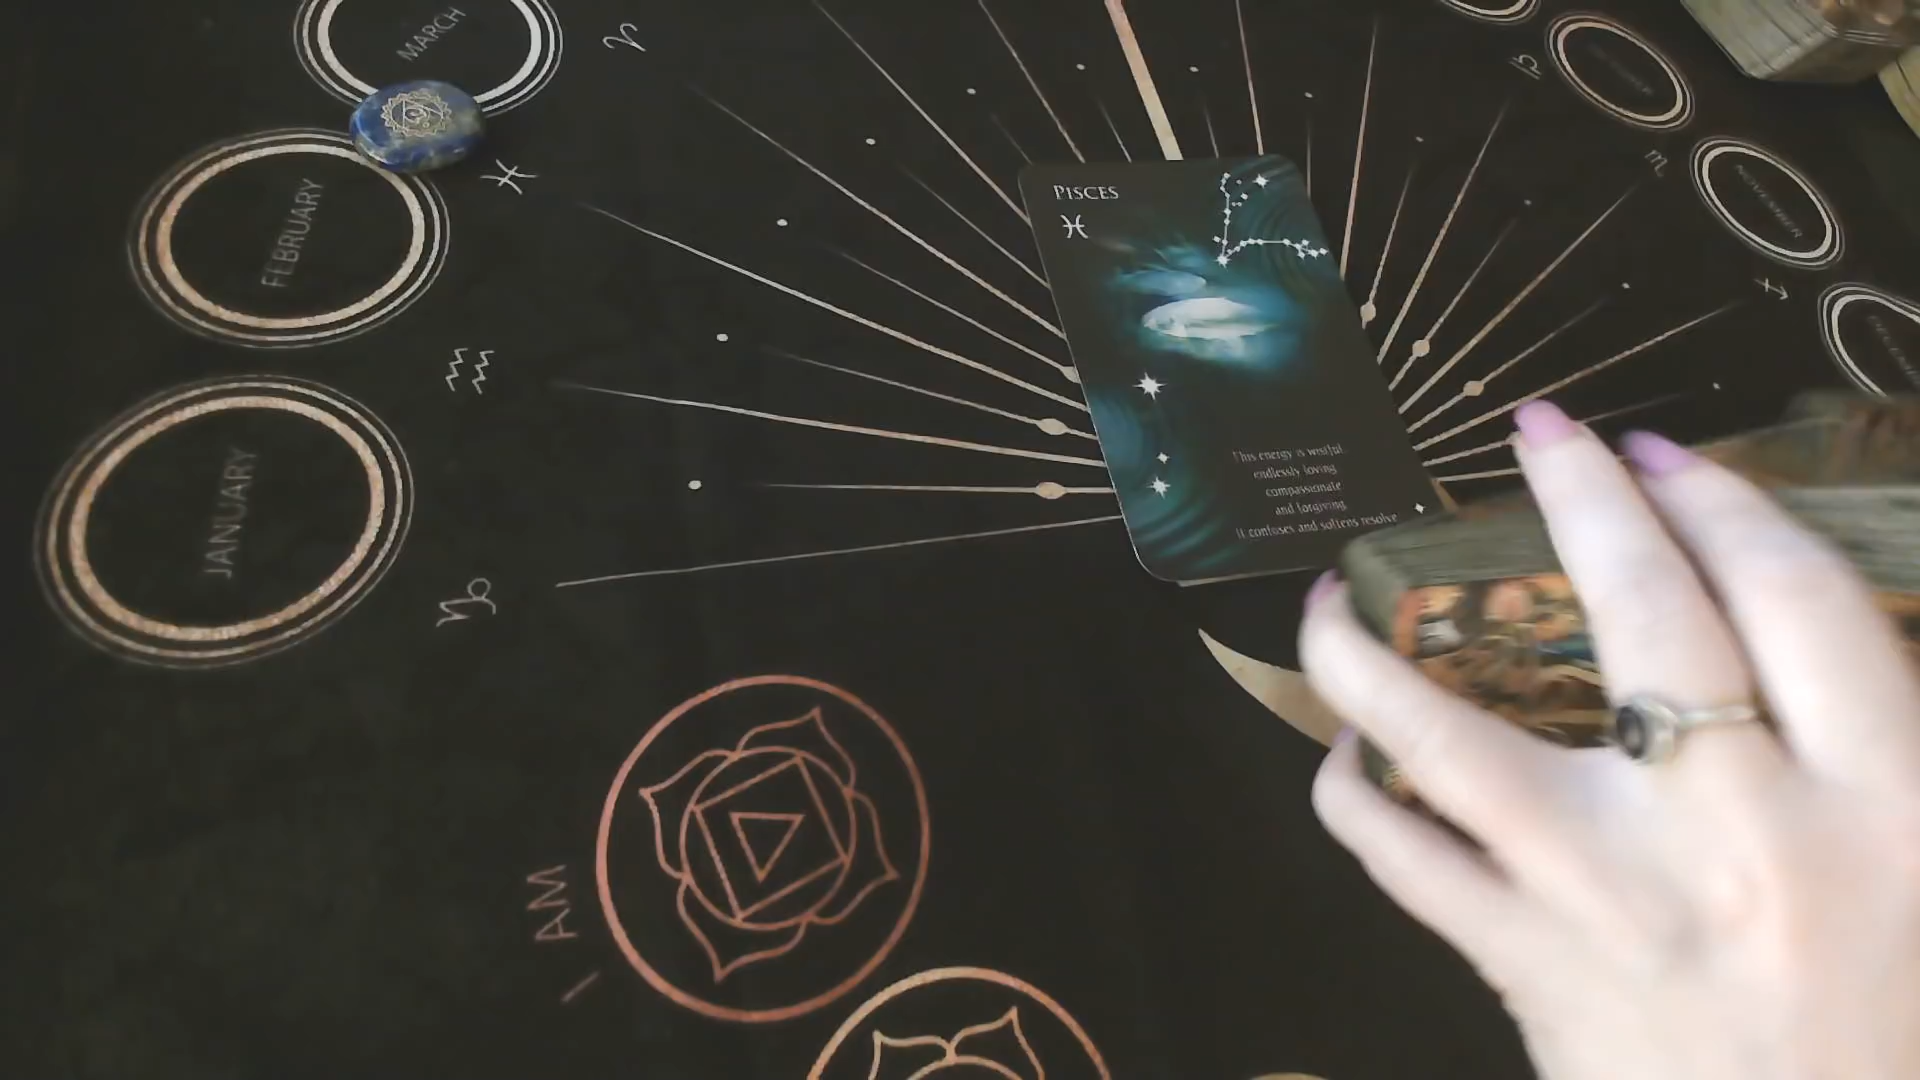 MARCH
FEBRUARY
JANUARY
NOVEMBER
PISCES
This energy is wistful
endlessly loving
compassionate
and forgiving
It confuses and softens resolve
I AM